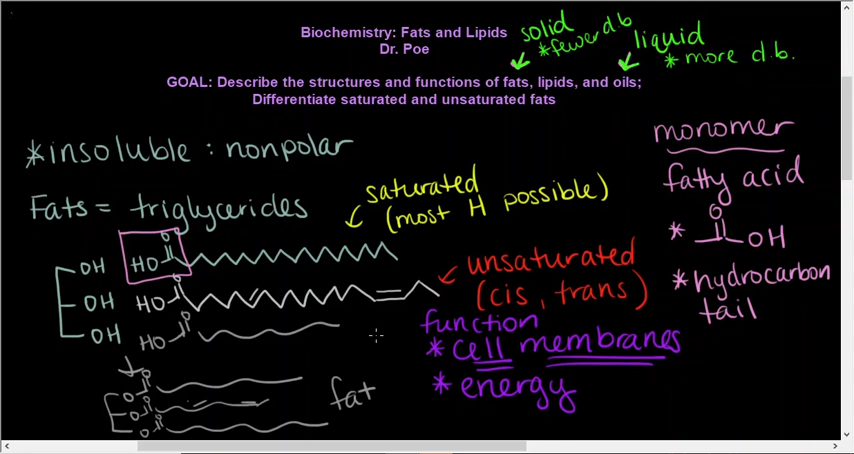 Biochemistry: Fats and Lipids
Dr. Poe
solid
*fewer d b
liquid
* more d.b.
GOAL: Describe the structures and functions of fats, lipids, and oils;
Differentiate saturated and unsaturated fats
*insoluble : nonpolar
Fats = triglycerides
saturated
(most H possible)
monomer
fatty acid
* O
OH
* hydrocarbon
tail
O
OH HO
O
OH HO
O
OH HO
unsaturated
(cis, trans)
function
* cell membranes
* energy
O
O
O
O
O
O
fat